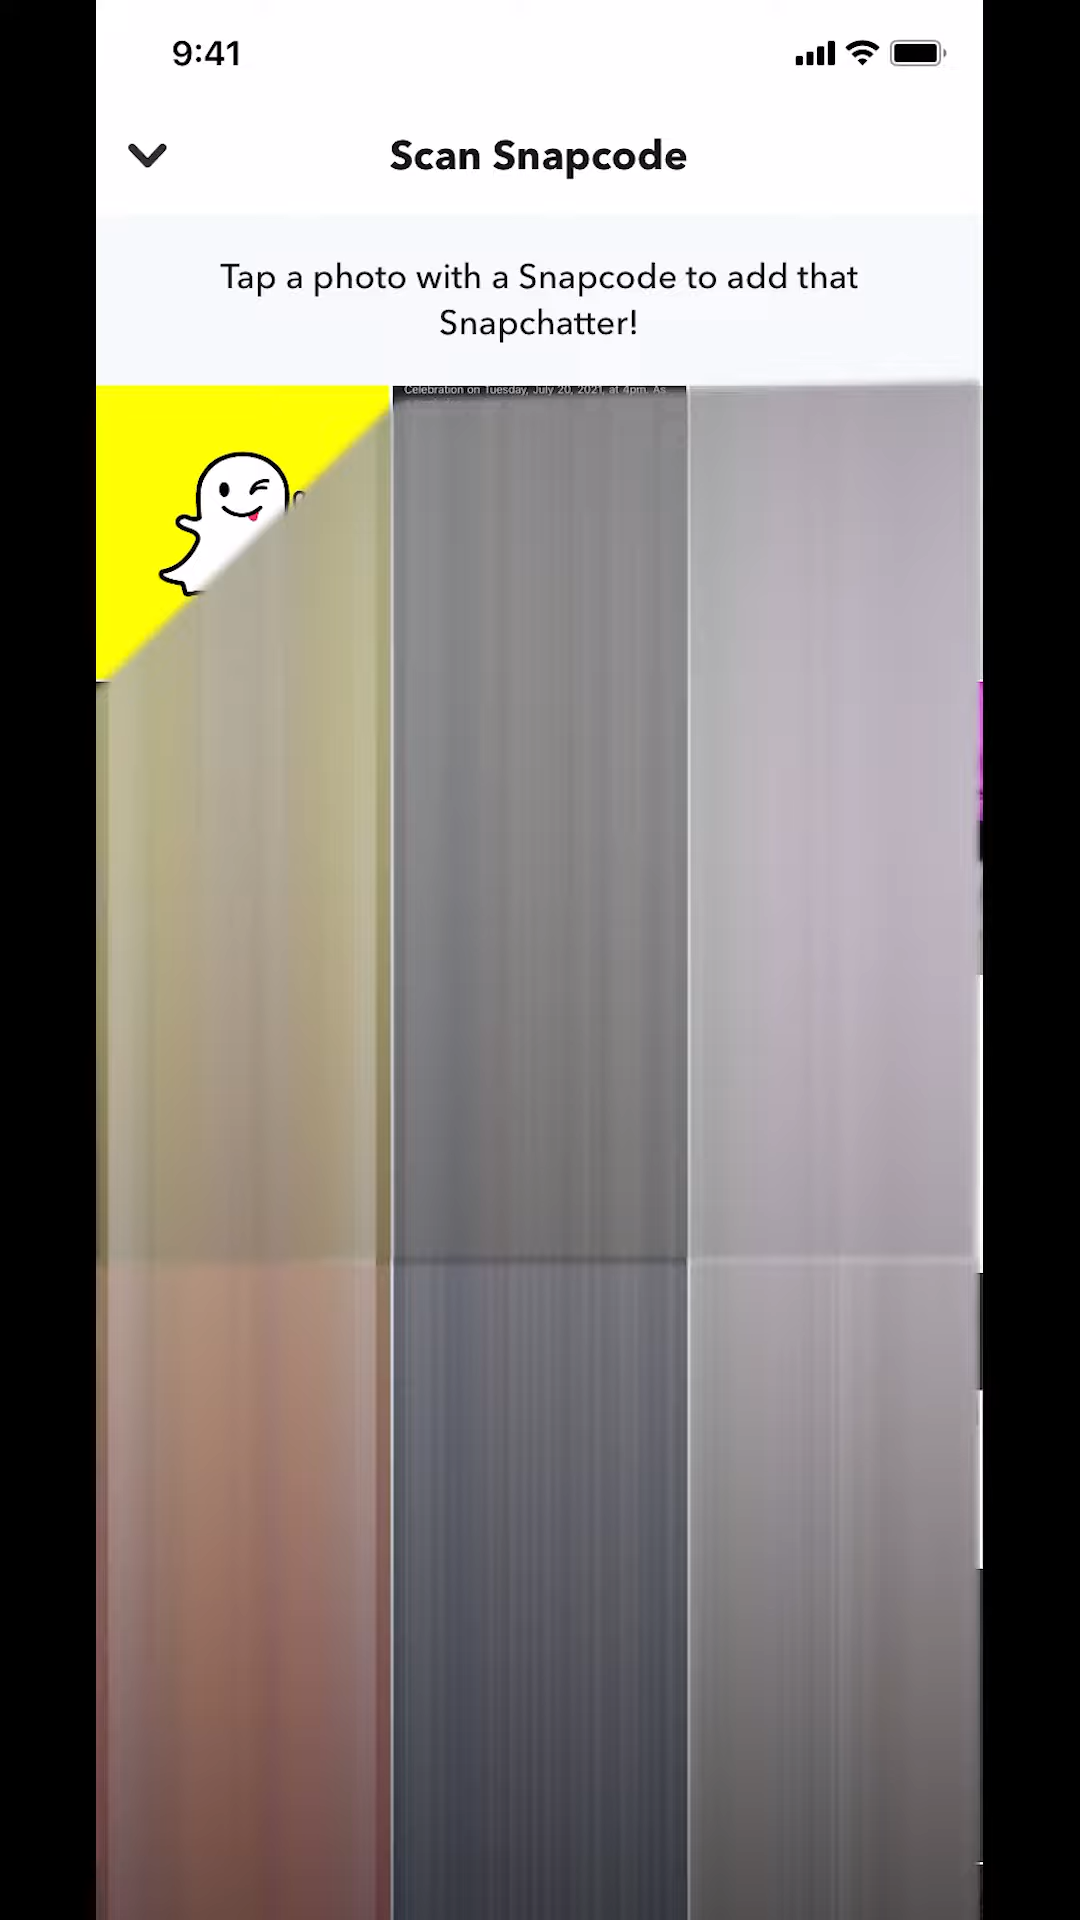 9:41
Scan Snapcode
Tap a photo with a Snapcode to add that
Snapchatter!
Celebration on Tuesday, July 20, 2021, at 4pm. As